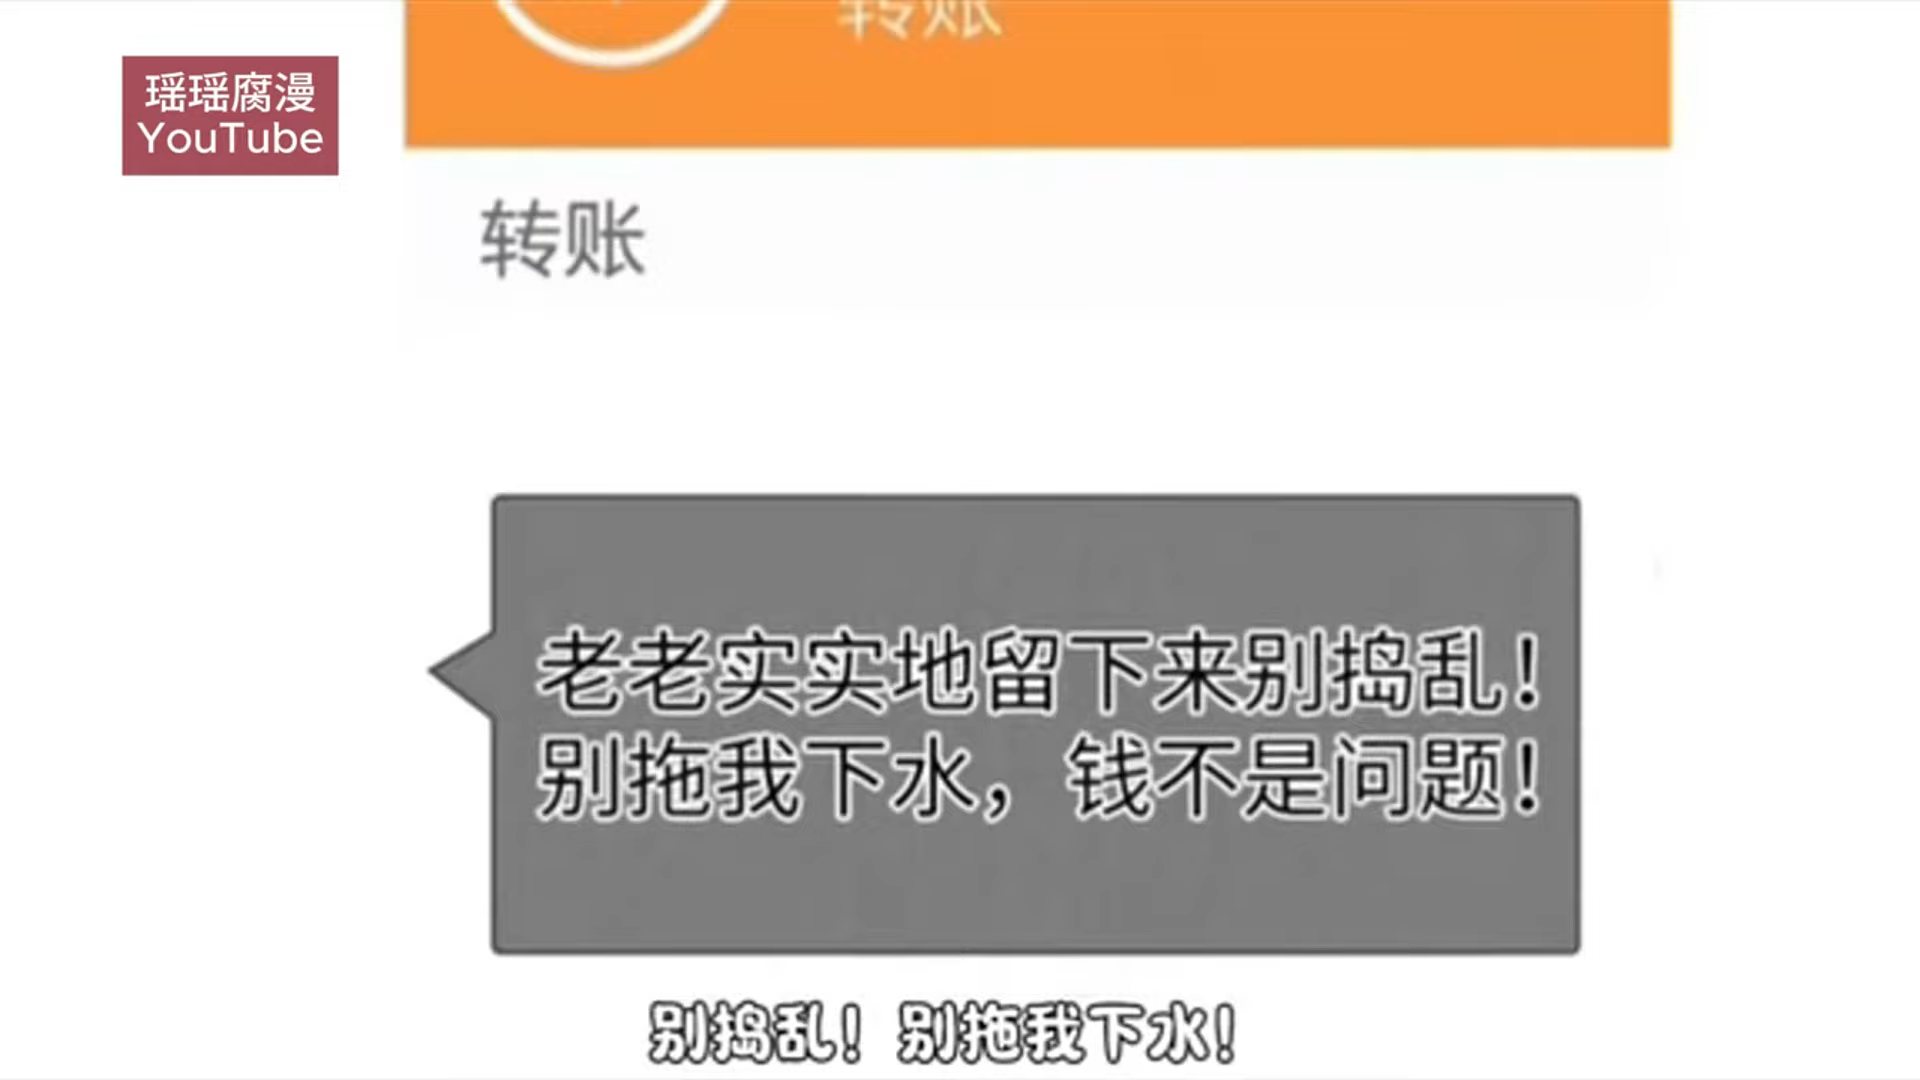 转账
瑶瑶腐漫
YouTube
转账
老老实实地留下来别捣乱！
别拖我下水，钱不是问题！
别捣乱！别拖我下水！